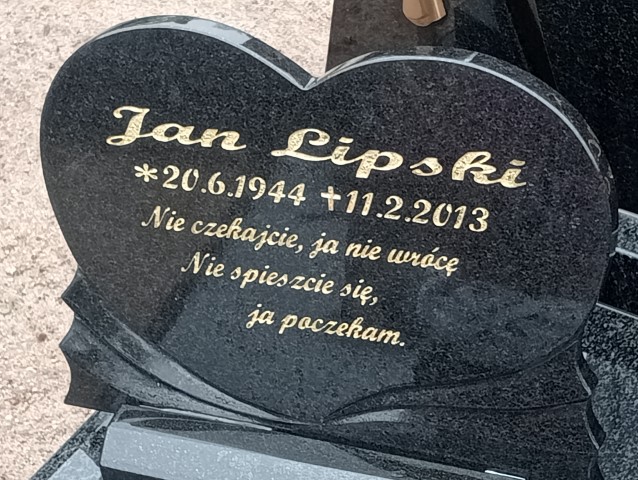 Jan Lipski
*20.6.1944 †11.2.2013
Nie czekajcie, ja nie wrócę
Nie spieszcie się,
ja poczekam.